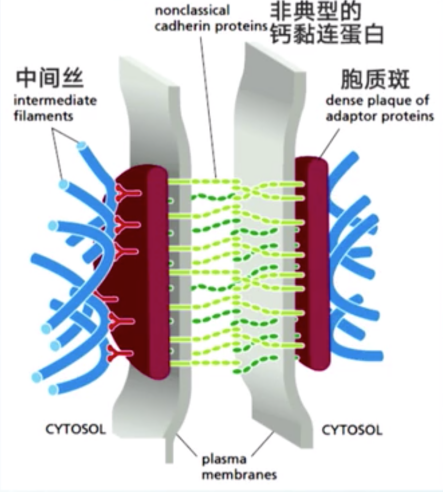 nonclassical
cadherin proteins
非典型的
钙黏连蛋白
中间丝
intermediate
filaments
胞质斑
dense plaque of
adaptor proteins
CYTOSOL
CYTOSOL
plasma
membranes